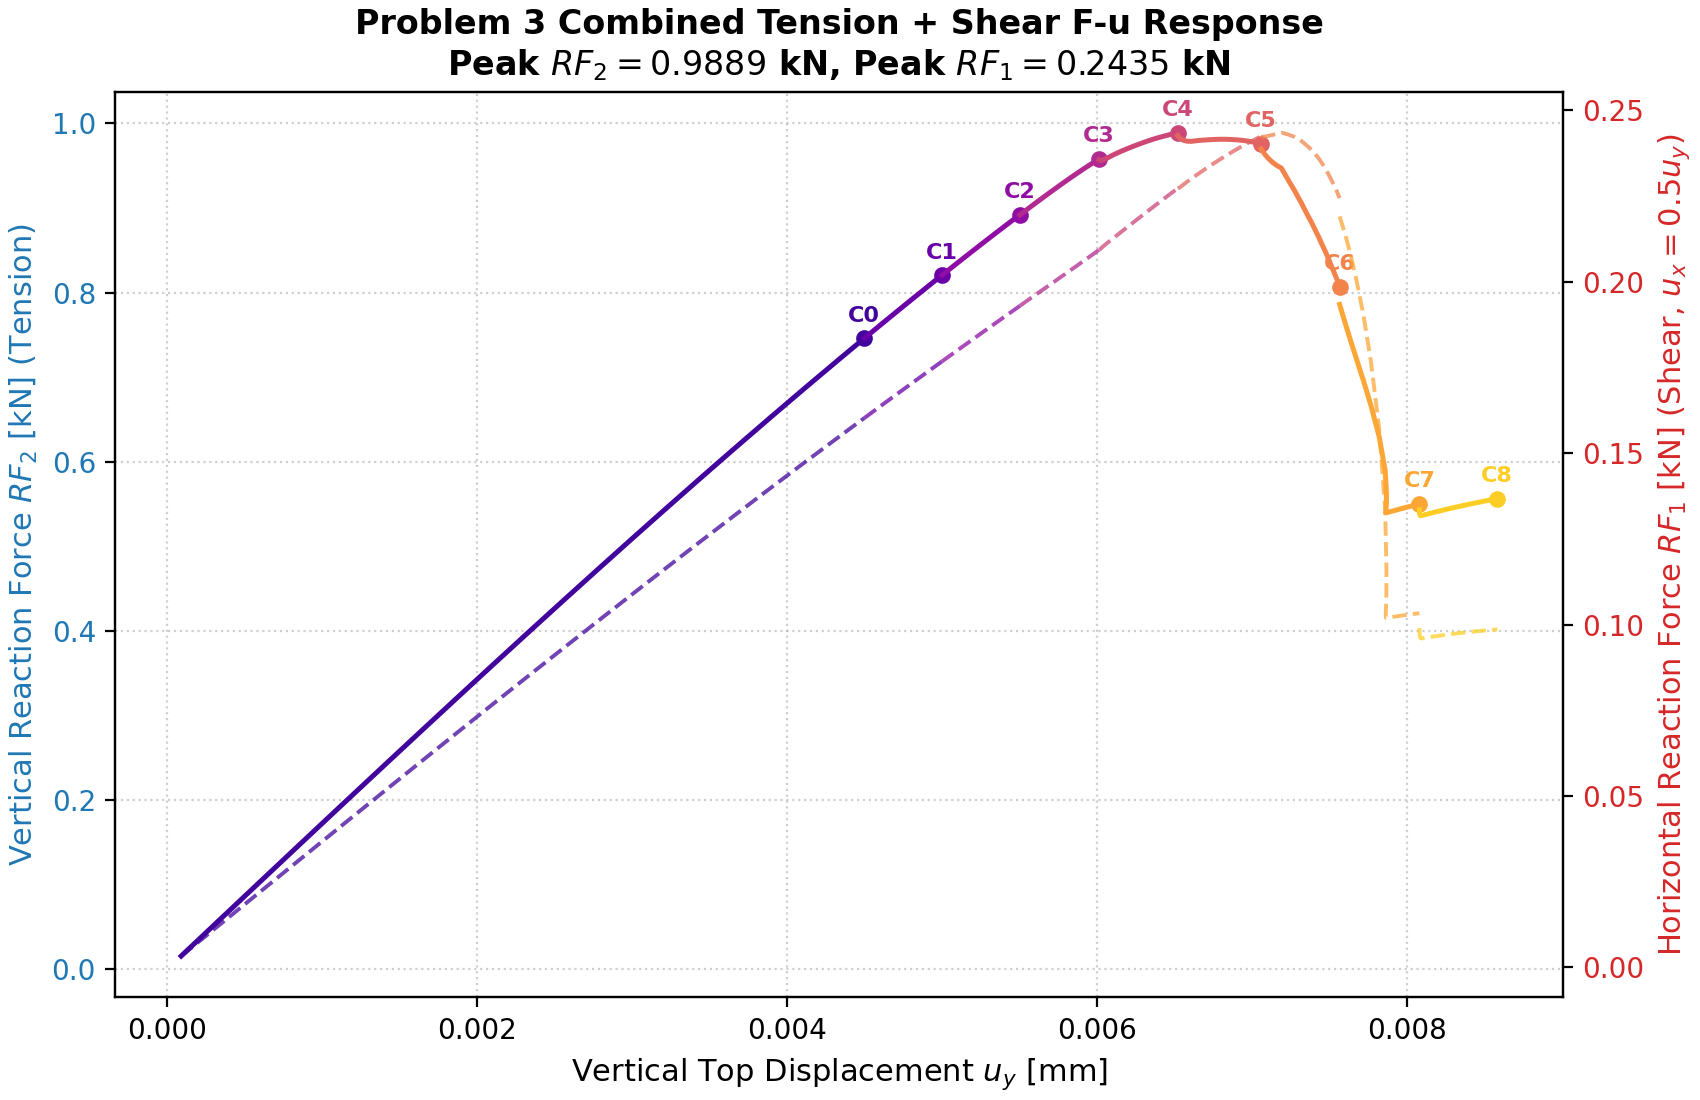 Problem 3 Combined Tension + Shear F-u Response
Peak RF₂ = 0.9889 kN, Peak RF₁ = 0.2435 kN
Vertical Reaction Force RF₂ [kN] (Tension)
1.0
0.8
0.6
0.4
0.2
0.0
C0
C1
C2
C3
C4
C5
C6
C7
C8
0.25
0.20
0.15
0.10
0.05
0.00
Horizontal Reaction Force RF₁ [kN] (Shear, uₓ = 0.5u_y)
0.000 0.002 0.004 0.006 0.008
Vertical Top Displacement u_y [mm]